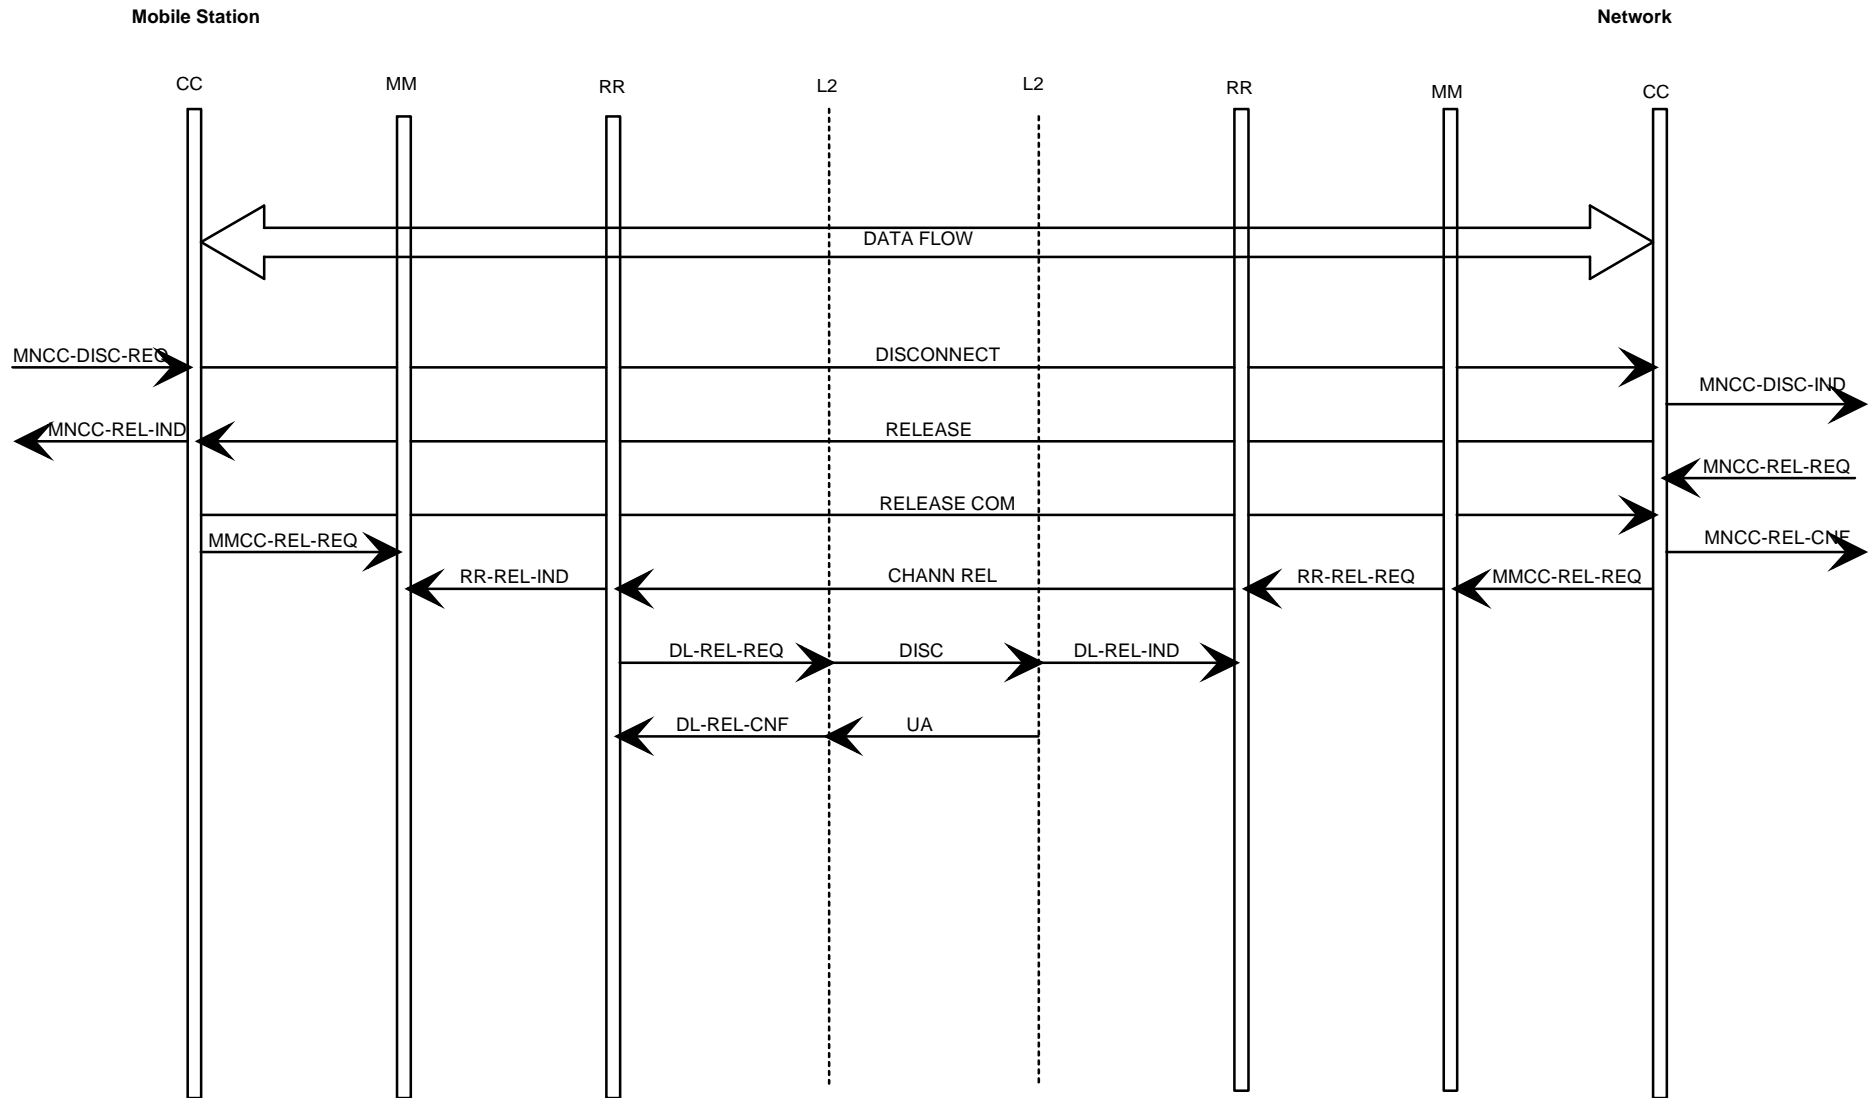 Mobile Station
Network
CC
MM
RR
L2
L2
RR
MM
CC
DATA FLOW
MNCC-DISC-REQ
DISCONNECT
MNCC-DISC-IND
MNCC-REL-IND
RELEASE
MNCC-REL-REQ
RELEASE COM
MMCC-REL-REQ
MNCC-REL-CNF
RR-REL-IND
CHANN REL
RR-REL-REQ
MMCC-REL-REQ
DL-REL-REQ
DISC
DL-REL-IND
DL-REL-CNF
UA